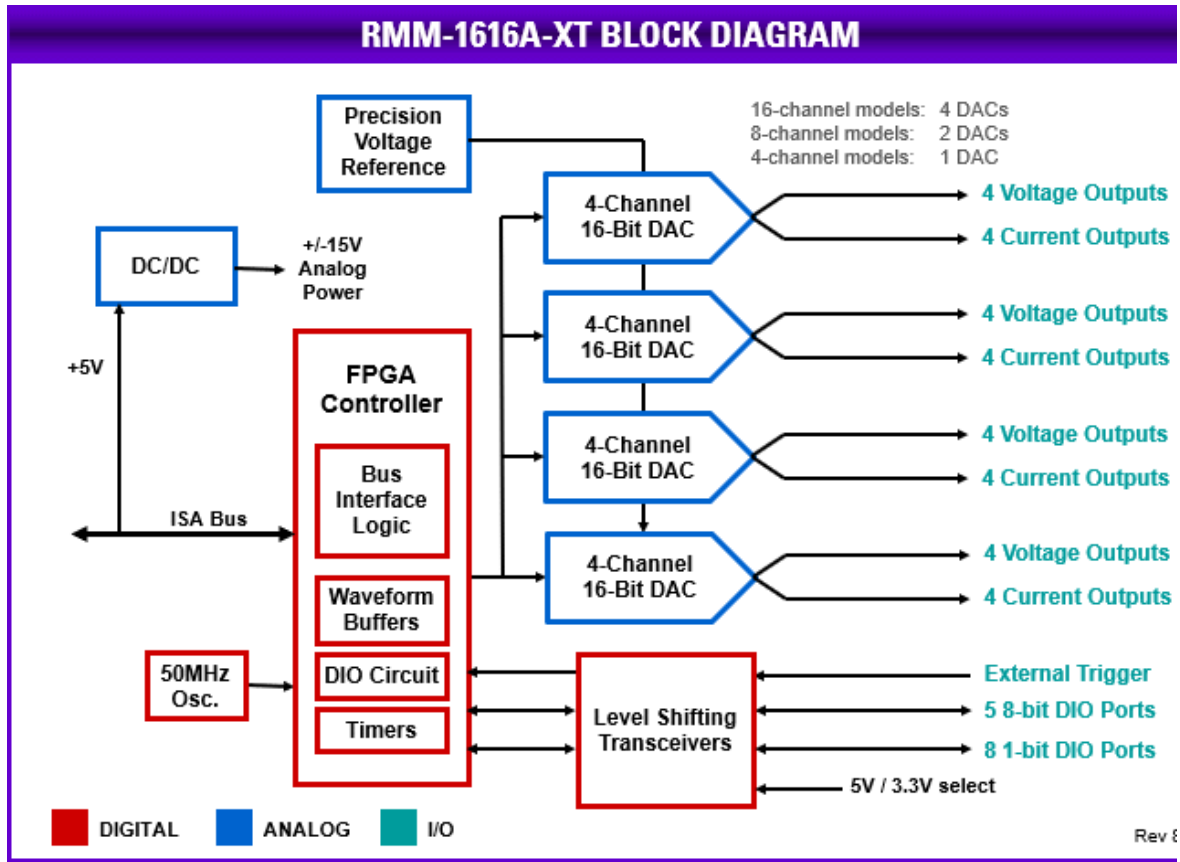 RMM-1616A-XT BLOCK DIAGRAM
16-channel models: 4 DACs
8-channel models: 2 DACs
4-channel models: 1 DAC
Precision
Voltage
Reference
4-Channel
16-Bit DAC
4 Voltage Outputs
4 Current Outputs
DC/DC
+/-15V
Analog
Power
4-Channel
16-Bit DAC
4 Voltage Outputs
4 Current Outputs
+5V
FPGA
Controller
4-Channel
16-Bit DAC
4 Voltage Outputs
4 Current Outputs
Bus
Interface
Logic
ISA Bus
4-Channel
16-Bit DAC
4 Voltage Outputs
4 Current Outputs
Waveform
Buffers
50MHz
Osc.
DIO Circuit
Timers
Level Shifting
Transceivers
External Trigger
5 8-bit DIO Ports
8 1-bit DIO Ports
5V / 3.3V select
DIGITAL
ANALOG
I/O
Rev 8